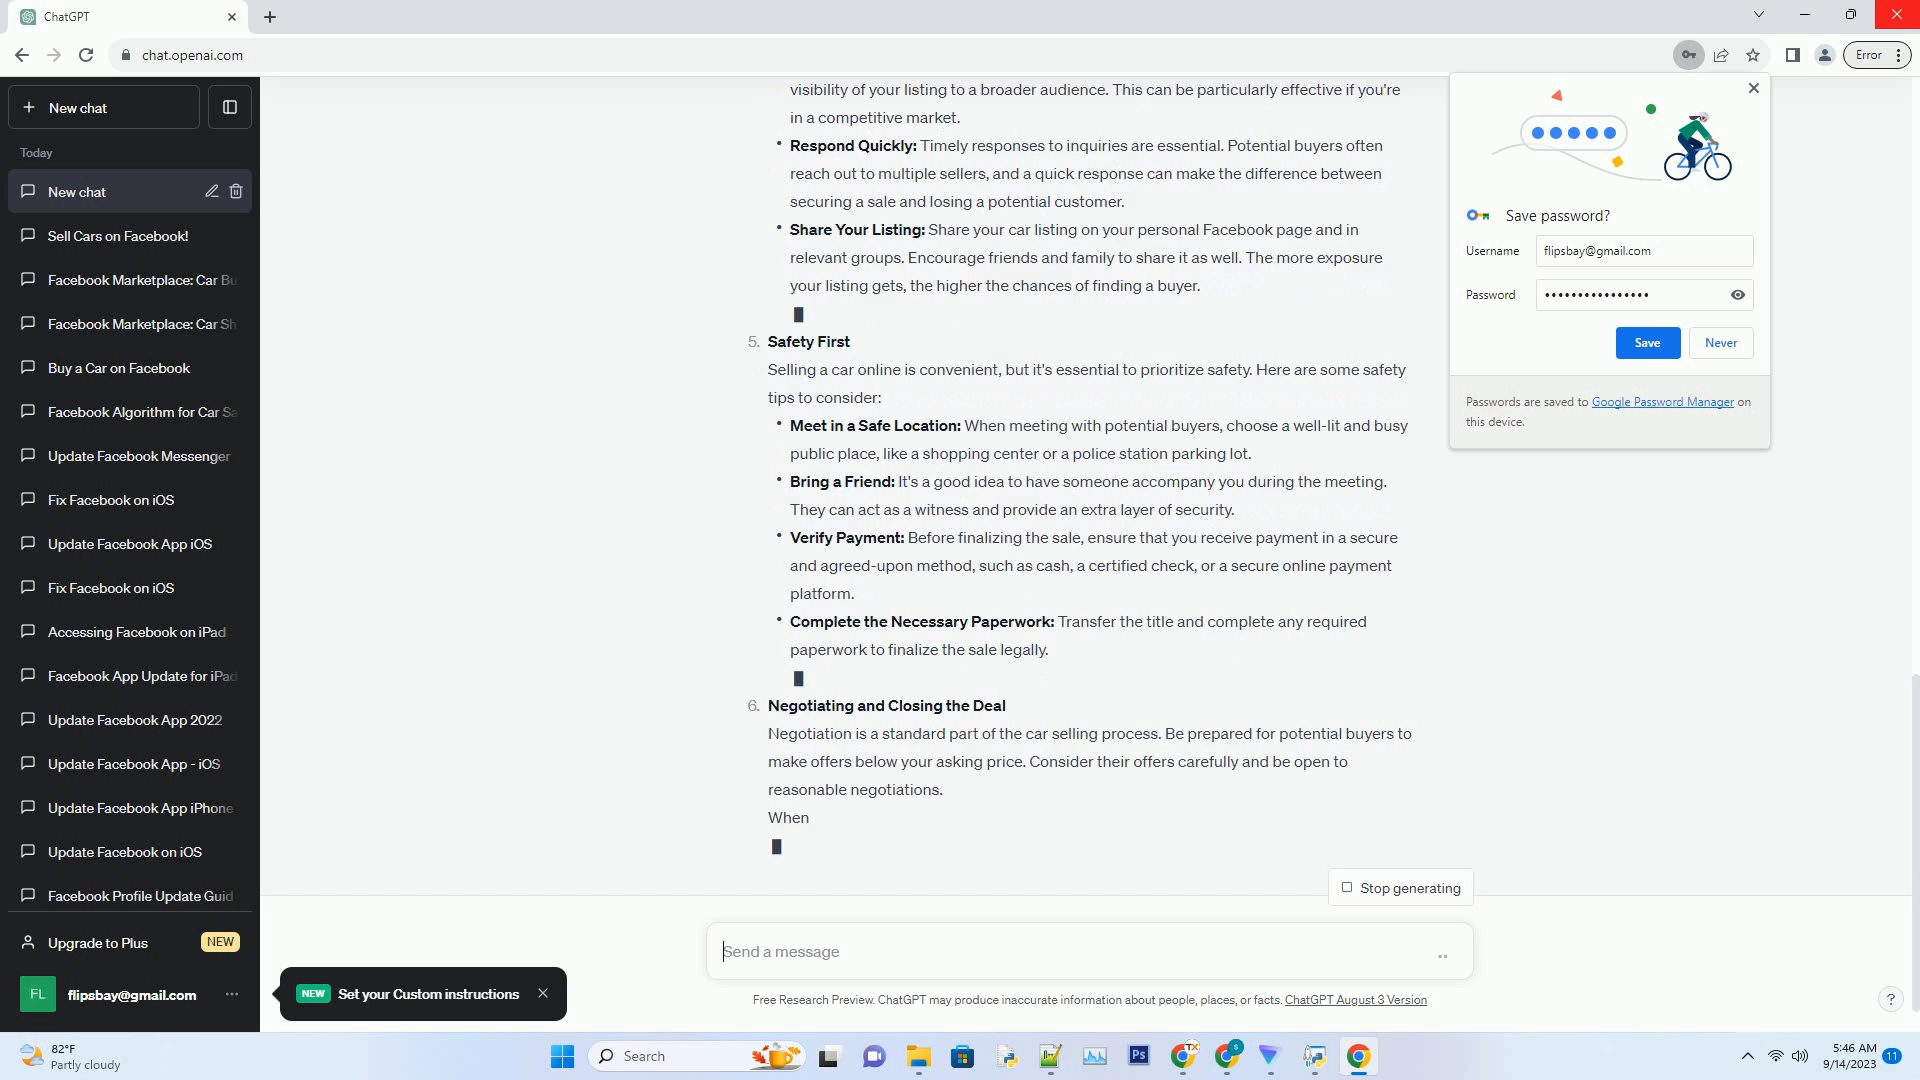 ChatGPT
chat.openai.com
Error
New chat
Today
New chat
Sell Cars on Facebook!
Facebook Marketplace: Car Bu
Facebook Marketplace: Car Sh
Buy a Car on Facebook
Facebook Algorithm for Car Sa
Update Facebook Messenger
Fix Facebook on iOS
Update Facebook App iOS
Fix Facebook on iOS
Accessing Facebook on iPad
Facebook App Update for iPad
Update Facebook App 2022
Update Facebook App - iOS
Update Facebook App iPhone
Update Facebook on iOS
Facebook Profile Update Guid
Upgrade to Plus NEW
FL flipsbay@gmail.com
NEW Set your Custom instructions
visibility of your listing to a broader audience. This can be particularly effective if you're
in a competitive market.
• Respond Quickly: Timely responses to inquiries are essential. Potential buyers often
reach out to multiple sellers, and a quick response can make the difference between
securing a sale and losing a potential customer.
• Share Your Listing: Share your car listing on your personal Facebook page and in
relevant groups. Encourage friends and family to share it as well. The more exposure
your listing gets, the higher the chances of finding a buyer.
5. Safety First
Selling a car online is convenient, but it's essential to prioritize safety. Here are some safety
tips to consider:
• Meet in a Safe Location: When meeting with potential buyers, choose a well-lit and busy
public place, like a shopping center or a police station parking lot.
• Bring a Friend: It's a good idea to have someone accompany you during the meeting.
They can act as a witness and provide an extra layer of security.
• Verify Payment: Before finalizing the sale, ensure that you receive payment in a secure
and agreed-upon method, such as cash, a certified check, or a secure online payment
platform.
• Complete the Necessary Paperwork: Transfer the title and complete any required
paperwork to finalize the sale legally.
6. Negotiating and Closing the Deal
Negotiation is a standard part of the car selling process. Be prepared for potential buyers to
make offers below your asking price. Consider their offers carefully and be open to
reasonable negotiations.
When
Stop generating
Send a message
Free Research Preview. ChatGPT may produce inaccurate information about people, places, or facts. ChatGPT August 3 Version
?
Save password?
Username flipsbay@gmail.com
Password ••••••••••••••••
Save Never
Passwords are saved to Google Password Manager on
this device.
82°F
Partly cloudy
Search
Ps
TX
S
5:46 AM
9/14/2023
11